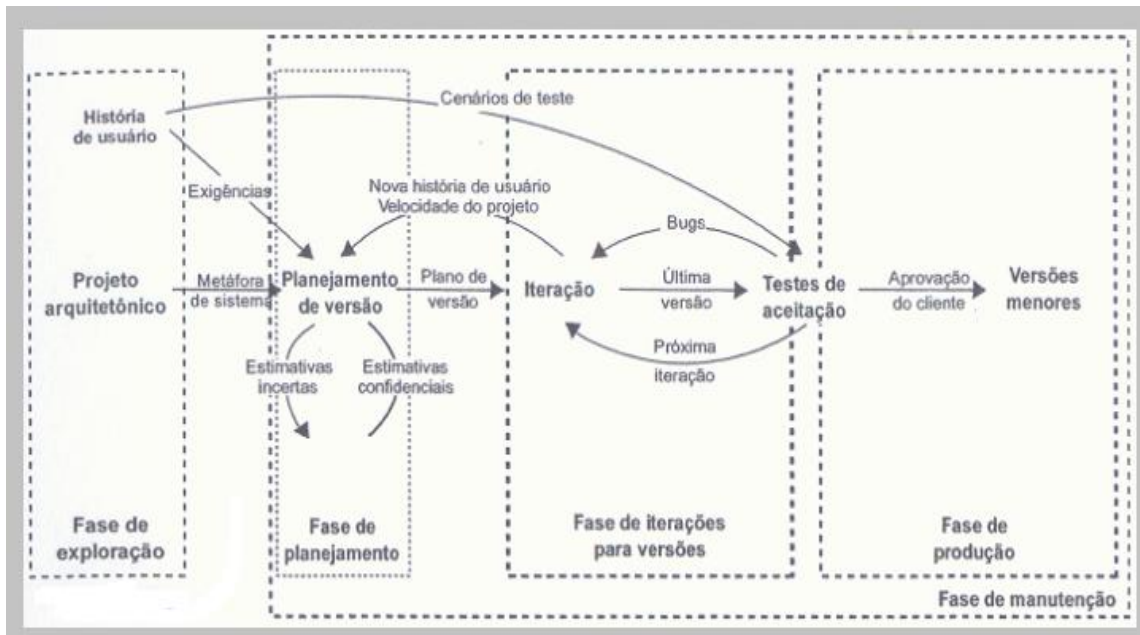 História
de usuário
Cenários de teste
Exigências
Nova história de usuário
Velocidade do projeto
Bugs
Projeto
arquitetônico
Metáfora
de sistema
Planejamento
de versão
Plano de
versão
Iteração
Última
versão
Testes de
aceitação
Aprovação
do cliente
Versões
menores
Próxima
iteração
Estimativas
incertas
Estimativas
confidenciais
Fase de
exploração
Fase de
planejamento
Fase de iterações
para versões
Fase de
produção
Fase de manutenção